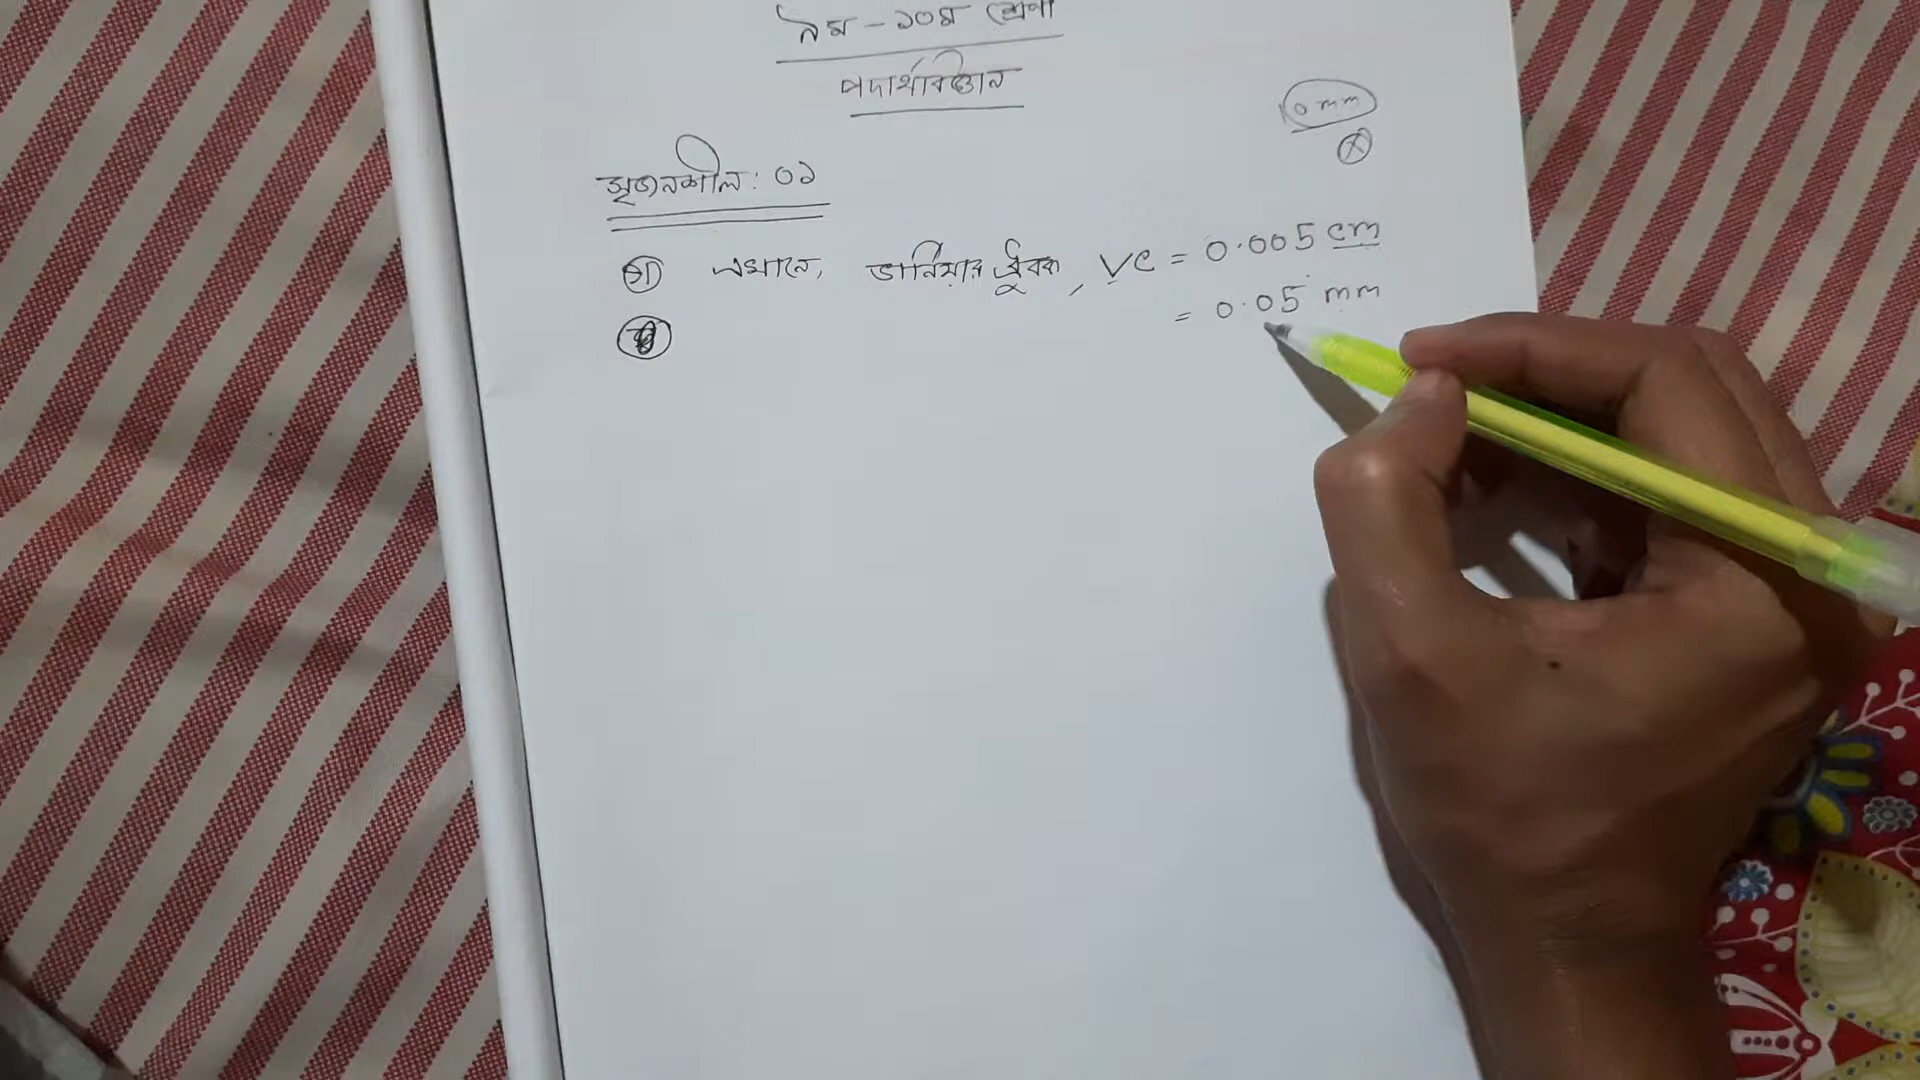 ৯ম - ১০ম শ্রেণী
পদার্থবিজ্ঞান
10 mm
সৃজনশীল: ০১
গ এখানে, ভার্নিয়ার ধ্রুবক, VC = 0.005 cm
= 0.05 mm